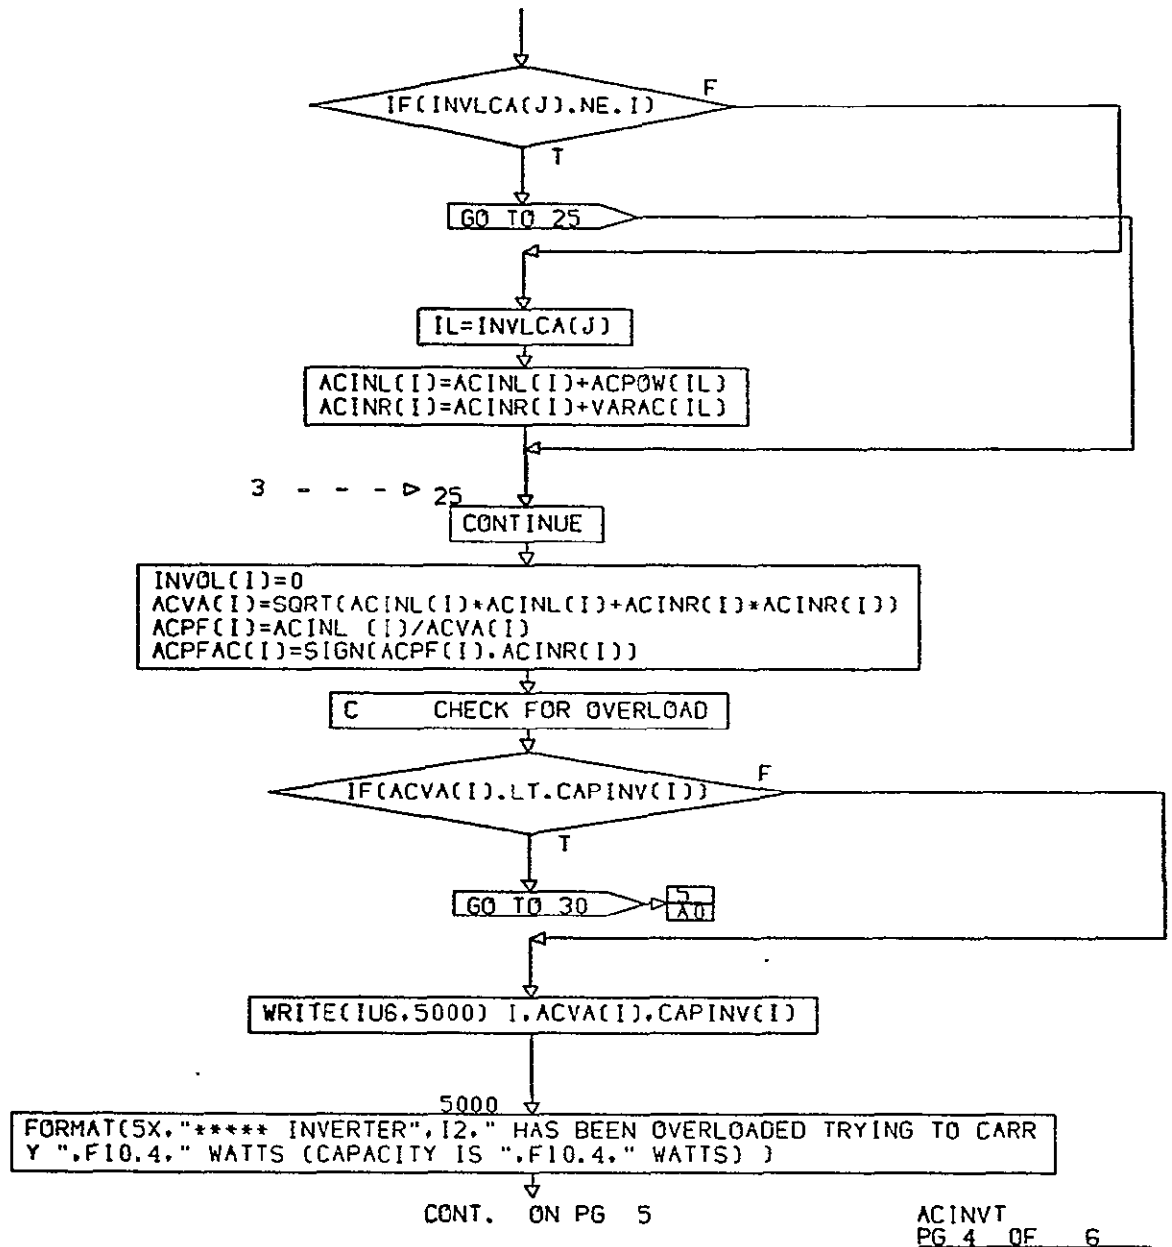 IF(INVLCA(J).NE.I)
F
T
GO TO 25
IL=INVLCA(J)
ACINL(I)=ACINL(I)+ACPOW(IL)
ACINR(I)=ACINR(I)+VARAC(IL)
3 - - - 25
CONTINUE
INVOL(I)=0
ACVA(I)=SQRT(ACINL(I)*ACINL(I)+ACINR(I)*ACINR(I))
ACPF(I)=ACINL (I)/ACVA(I)
ACPFAC(I)=SIGN(ACPF(I).ACINR(I))
C CHECK FOR OVERLOAD
IF(ACVA(I).LT.CAPINV(I))
F
T
GO TO 30
5
A0
WRITE(IU6.5000) I.ACVA(I).CAPINV(I)
5000
FORMAT(5X."***** INVERTER".I2." HAS BEEN OVERLOADED TRYING TO CARR
Y ".F10.4." WATTS (CAPACITY IS ".F10.4." WATTS) )
CONT. ON PG 5
ACINVT
PG 4 OF 6